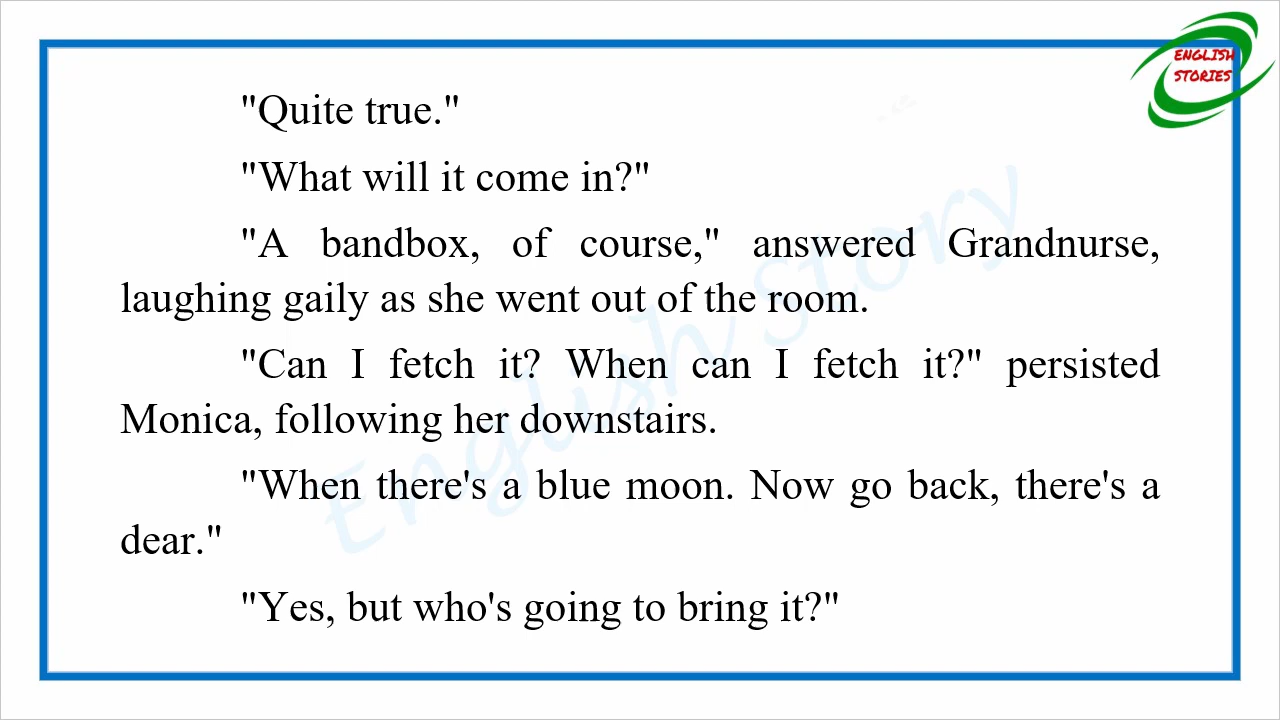 ENGLISH
STORIES
"Quite true."
"What will it come in?"
"A bandbox, of course," answered Grandnurse,
laughing gaily as she went out of the room.
"Can I fetch it? When can I fetch it?" persisted
Monica, following her downstairs.
"When there's a blue moon. Now go back, there's a
dear."
"Yes, but who's going to bring it?"
English Story